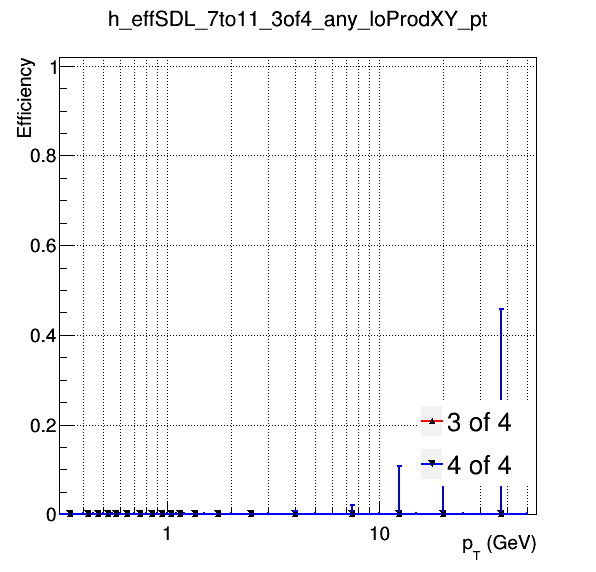 h_effSDL_7to11_3of4_any_loProdXY_pt
Efficiency
1
0.8
0.6
0.4
0.2
0
3 of 4
4 of 4
1
10
p_T (GeV)